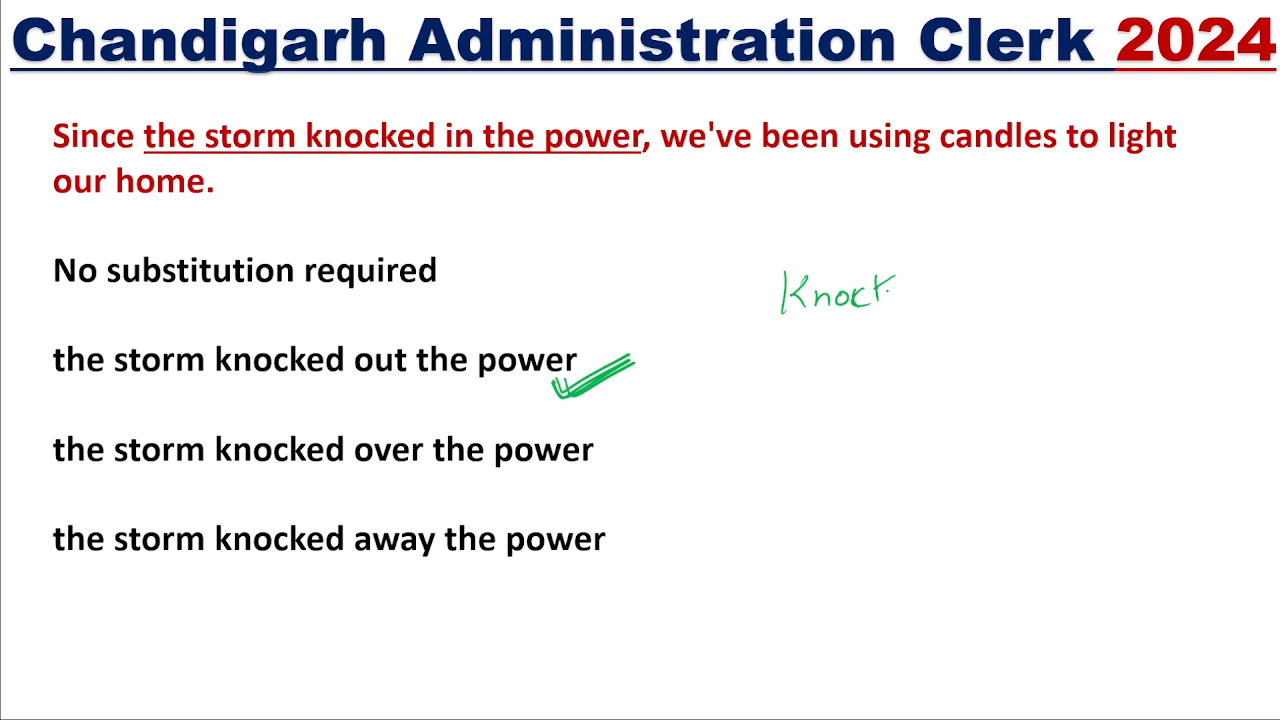 Chandigarh Administration Clerk 2024
Since the storm knocked in the power, we've been using candles to light
our home.
No substitution required
Knock
the storm knocked out the power
the storm knocked over the power
the storm knocked away the power